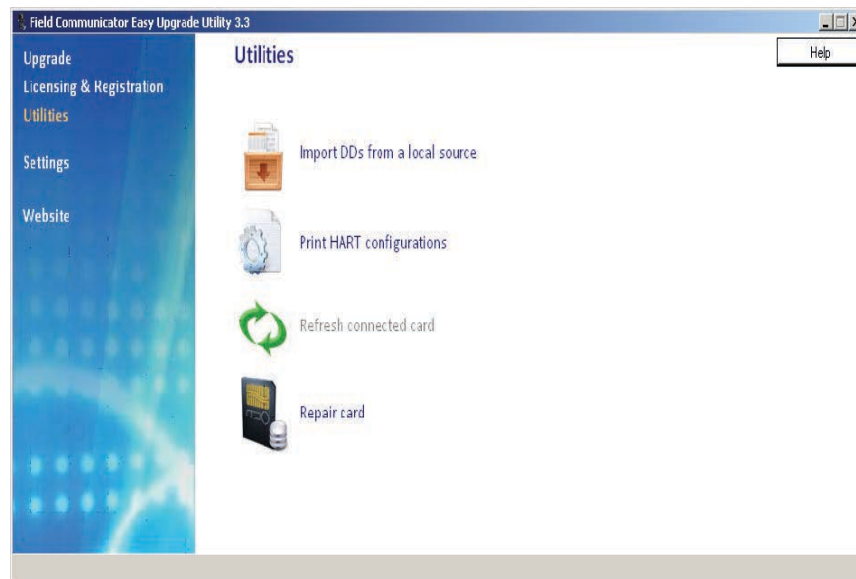 Field Communicator Easy Upgrade Utility 3.3
Upgrade
Licensing & Registration
Utilities
Settings
Website
Utilities
Help
Import DDs from a local source
Print HART configurations
Refresh connected card
Repair card